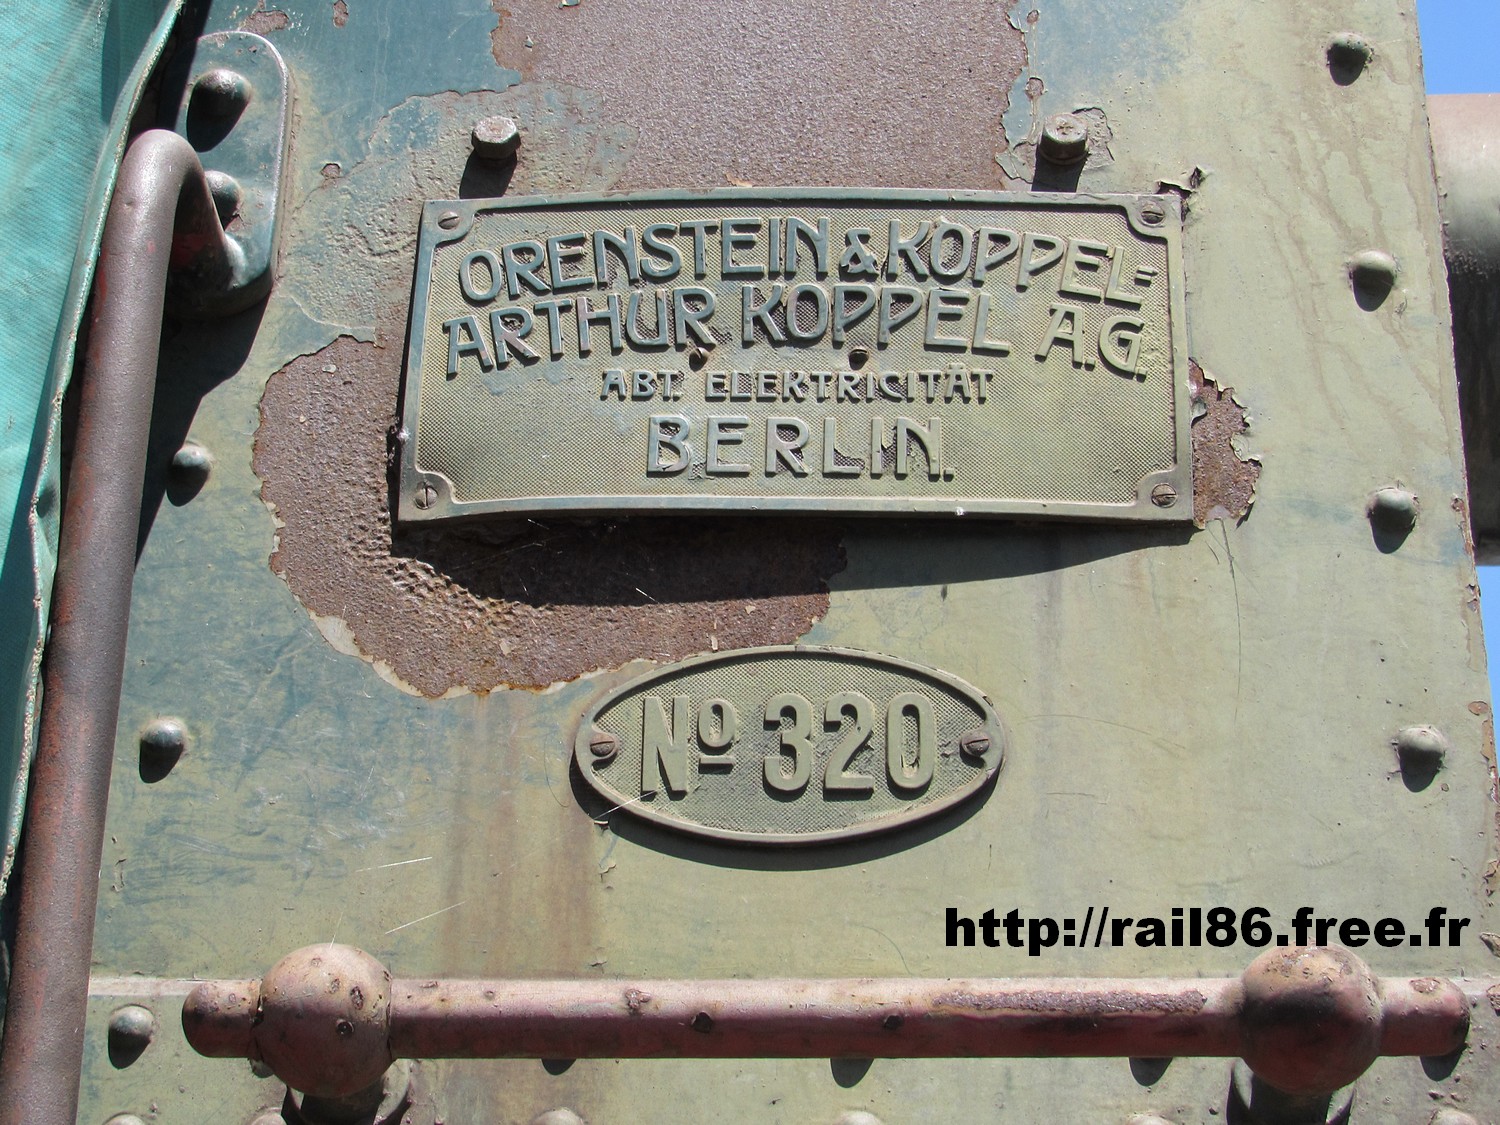 ORENSTEIN & KOPPEL=
ARTHUR KOPPEL A.G.
ABT. ELEKTRICITÄT
BERLIN.
No 320
http://rail86.free.fr